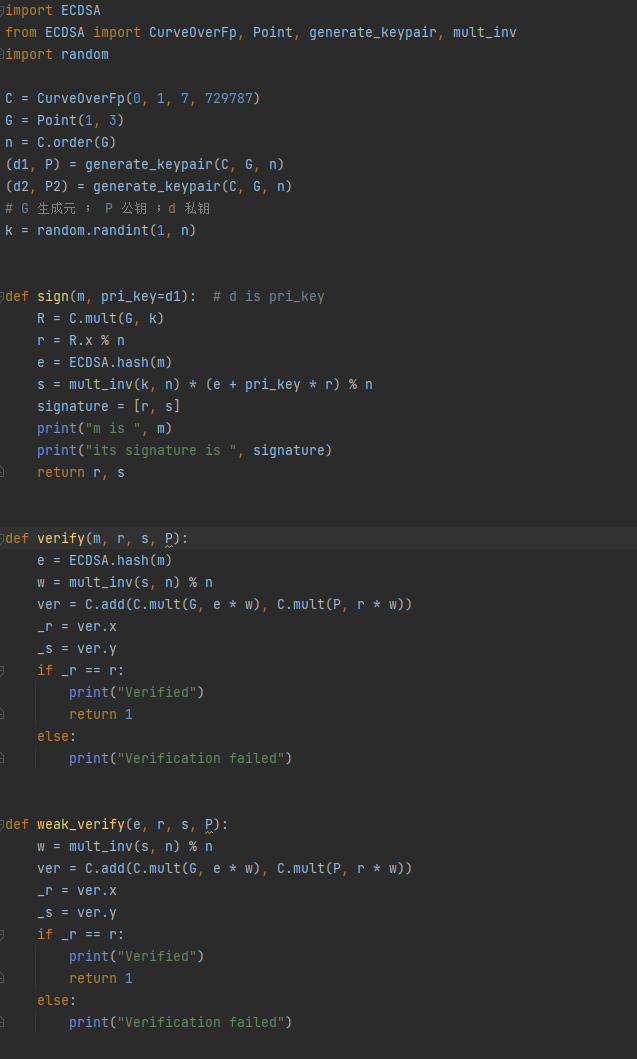 import ECDSA
from ECDSA import CurveOverFp, Point, generate_keypair, mult_inv
import random
C = CurveOverFp(0, 1, 7, 729787)
G = Point(1, 3)
n = C.order(G)
(d1, P) = generate_keypair(C, G, n)
(d2, P2) = generate_keypair(C, G, n)
# G 生成元 ； P 公钥 ；d 私钥
k = random.randint(1, n)
def sign(m, pri_key=d1):  # d is pri_key
    R = C.mult(G, k)
    r = R.x % n
    e = ECDSA.hash(m)
    s = mult_inv(k, n) * (e + pri_key * r) % n
    signature = [r, s]
    print("m is ", m)
    print("its signature is ", signature)
    return r, s
def verify(m, r, s, P):
    e = ECDSA.hash(m)
    w = mult_inv(s, n) % n
    ver = C.add(C.mult(G, e * w), C.mult(P, r * w))
    _r = ver.x
    _s = ver.y
    if _r == r:
        print("Verified")
        return 1
    else:
        print("Verification failed")
def weak_verify(e, r, s, P):
    w = mult_inv(s, n) % n
    ver = C.add(C.mult(G, e * w), C.mult(P, r * w))
    _r = ver.x
    _s = ver.y
    if _r == r:
        print("Verified")
        return 1
    else:
        print("Verification failed")